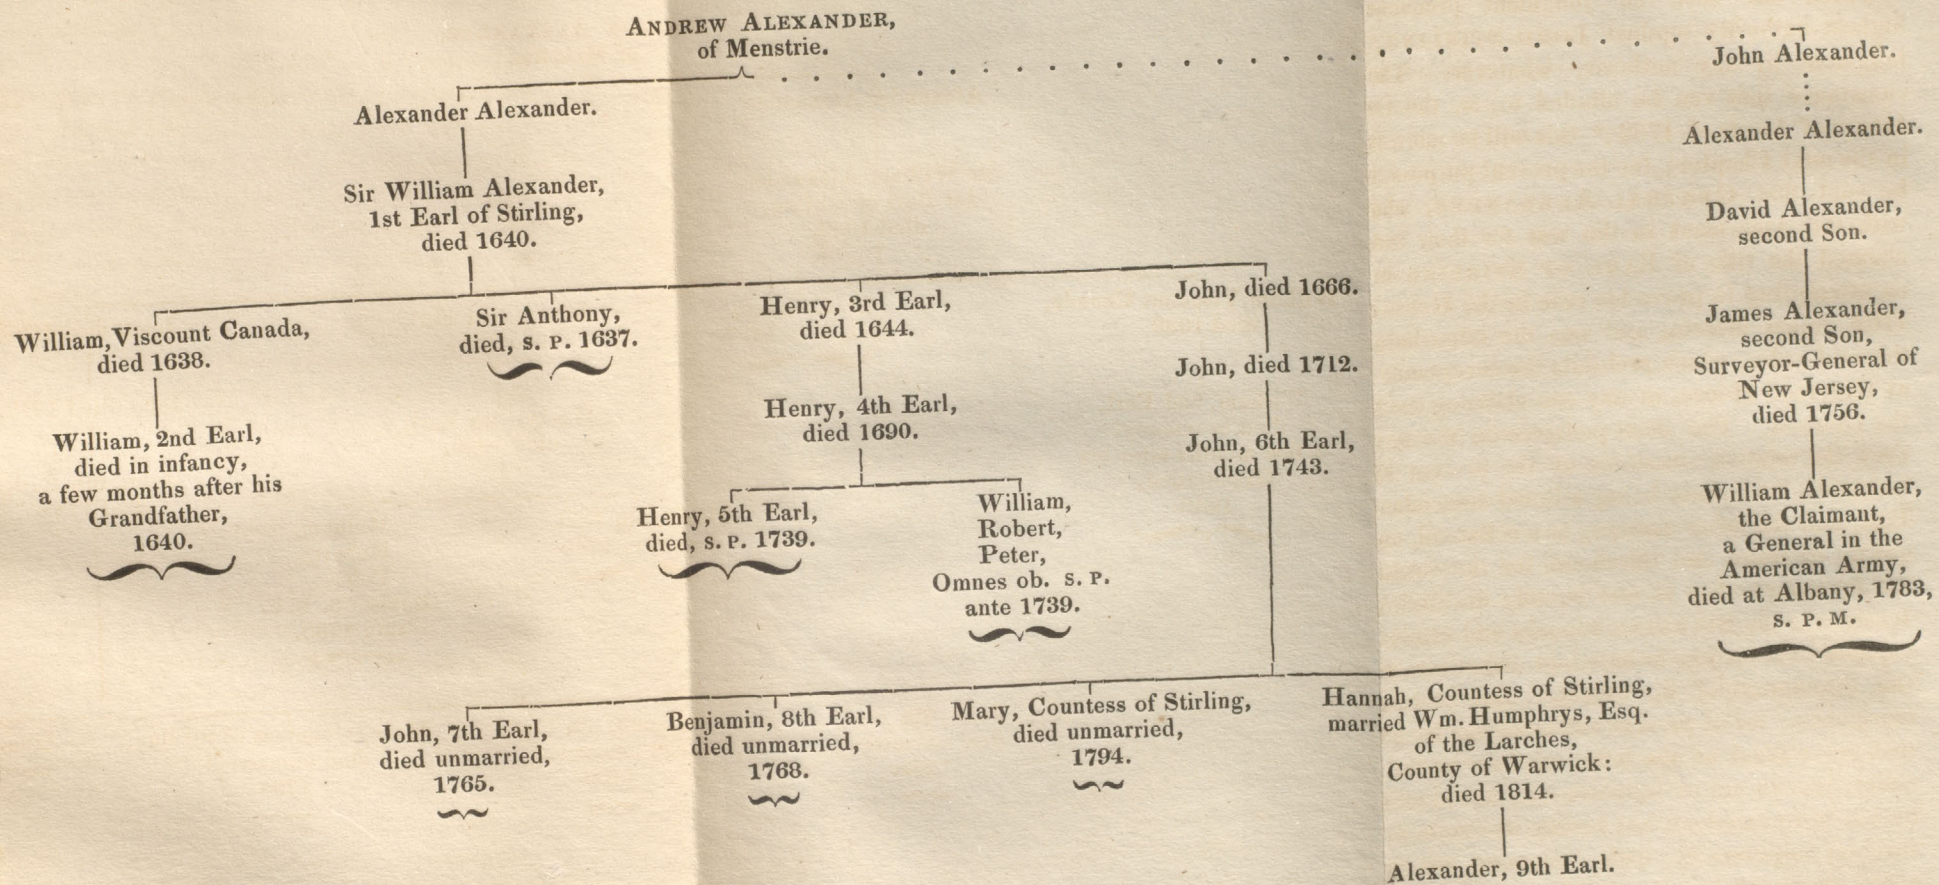 ANDREW ALEXANDER,
of Menstrie.
John Alexander.
Alexander Alexander.
Alexander Alexander.
Sir William Alexander,
1st Earl of Stirling,
died 1640.
David Alexander,
second Son.
William, Viscount Canada,
died 1638.
Sir Anthony,
died, S. P. 1637.
Henry, 3rd Earl,
died 1644.
John, died 1666.
James Alexander,
second Son,
Surveyor-General of
New Jersey,
died 1756.
John, died 1712.
William, 2nd Earl,
died in infancy,
a few months after his
Grandfather,
1640.
Henry, 4th Earl,
died 1690.
John, 6th Earl,
died 1743.
Henry, 5th Earl,
died, S. P. 1739.
William,
Robert,
Peter,
Omnes ob. S. P.
ante 1739.
William Alexander,
the Claimant,
a General in the
American Army,
died at Albany, 1783,
S. P. M.
John, 7th Earl,
died unmarried,
1765.
Benjamin, 8th Earl,
died unmarried,
1768.
Mary, Countess of Stirling,
died unmarried,
1794.
Hannah, Countess of Stirling,
married Wm. Humphrys, Esq.
of the Larches,
County of Warwick:
died 1814.
Alexander, 9th Earl.